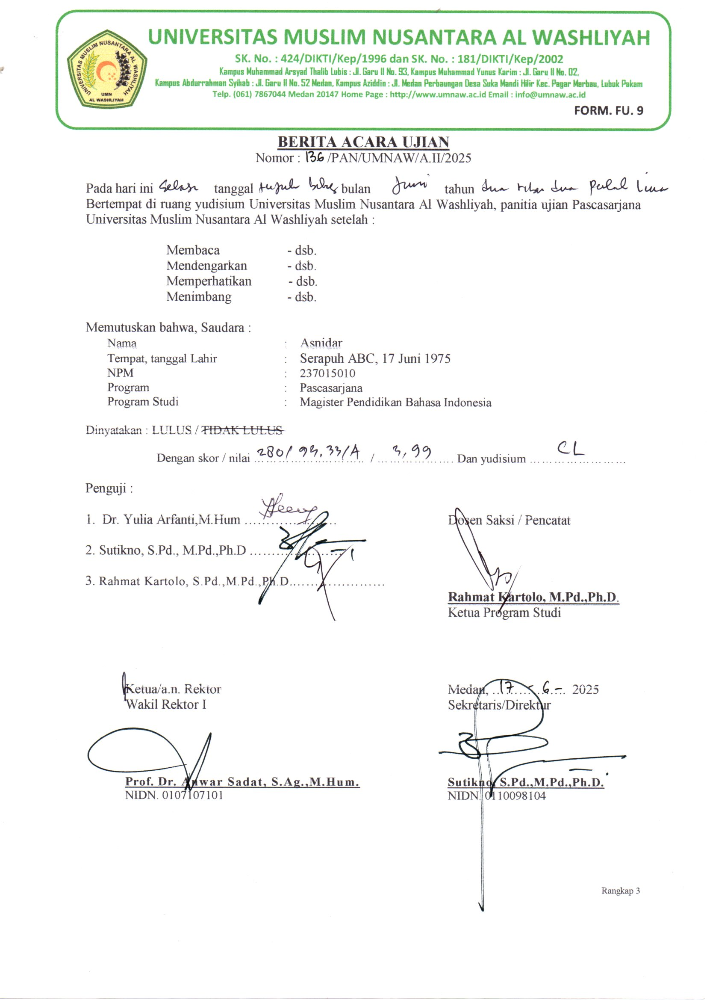 UNIVERSITAS MUSLIM NUSANTARA AL WASHLIYAH
UNIVERSITAS MUSLIM NUSANTARA AL WASHLIYAH
UMN
AL WASHLIYAH
SK. No. : 424/DIKTI/Kep/1996 dan SK. No. : 181/DIKTI/Kep/2002
Kampus Muhammad Arsyad Thalib Lubis : Jl. Garu II No. 93, Kampus Muhammad Yunus Karim : Jl. Garu II No. 02,
Kampus Abdurrahman Syihab : Jl. Garu II No. 52 Medan, Kampus Aziddin : Jl. Medan Perbaungan Desa Suka Mandi Hilir Kec. Pagar Merbau, Lubuk Pakam
Telp. (061) 7867044 Medan 20147 Home Page : http://www.umnaw.ac.id Email : info@umnaw.ac.id
FORM. FU. 9
BERITA ACARA UJIAN
Nomor : 136 /PAN/UMNAW/A.II/2025
Pada hari ini Selasa tanggal tujuh belas bulan Juni tahun dua ribu dua puluh lima
Bertempat di ruang yudisium Universitas Muslim Nusantara Al Washliyah, panitia ujian Pascasarjana
Universitas Muslim Nusantara Al Washliyah setelah :
Membaca - dsb.
Mendengarkan - dsb.
Memperhatikan - dsb.
Menimbang - dsb.
Memutuskan bahwa, Saudara :
Nama : Asnidar
Tempat, tanggal Lahir : Serapuh ABC, 17 Juni 1975
NPM : 237015010
Program : Pascasarjana
Program Studi : Magister Pendidikan Bahasa Indonesia
Dinyatakan : LULUS / TIDAK LULUS
Dengan skor / nilai 280/ 93,33/A / 3,99 Dan yudisium CL
Penguji :
1. Dr. Yulia Arfanti,M.Hum ..................... Dosen Saksi / Pencatat
2. Sutikno, S.Pd., M.Pd.,Ph.D .....................
3. Rahmat Kartolo, S.Pd.,M.Pd.,Ph.D.....................
Rahmat Kartolo, M.Pd.,Ph.D.
Ketua Program Studi
Ketua/a.n. Rektor Medan, 17 - 6 - 2025
Wakil Rektor I Sekretaris/Direktur
Prof. Dr. Anwar Sadat, S.Ag.,M.Hum. Sutikno, S.Pd.,M.Pd.,Ph.D.
NIDN. 0107107101 NIDN. 0110098104
Rangkap 3